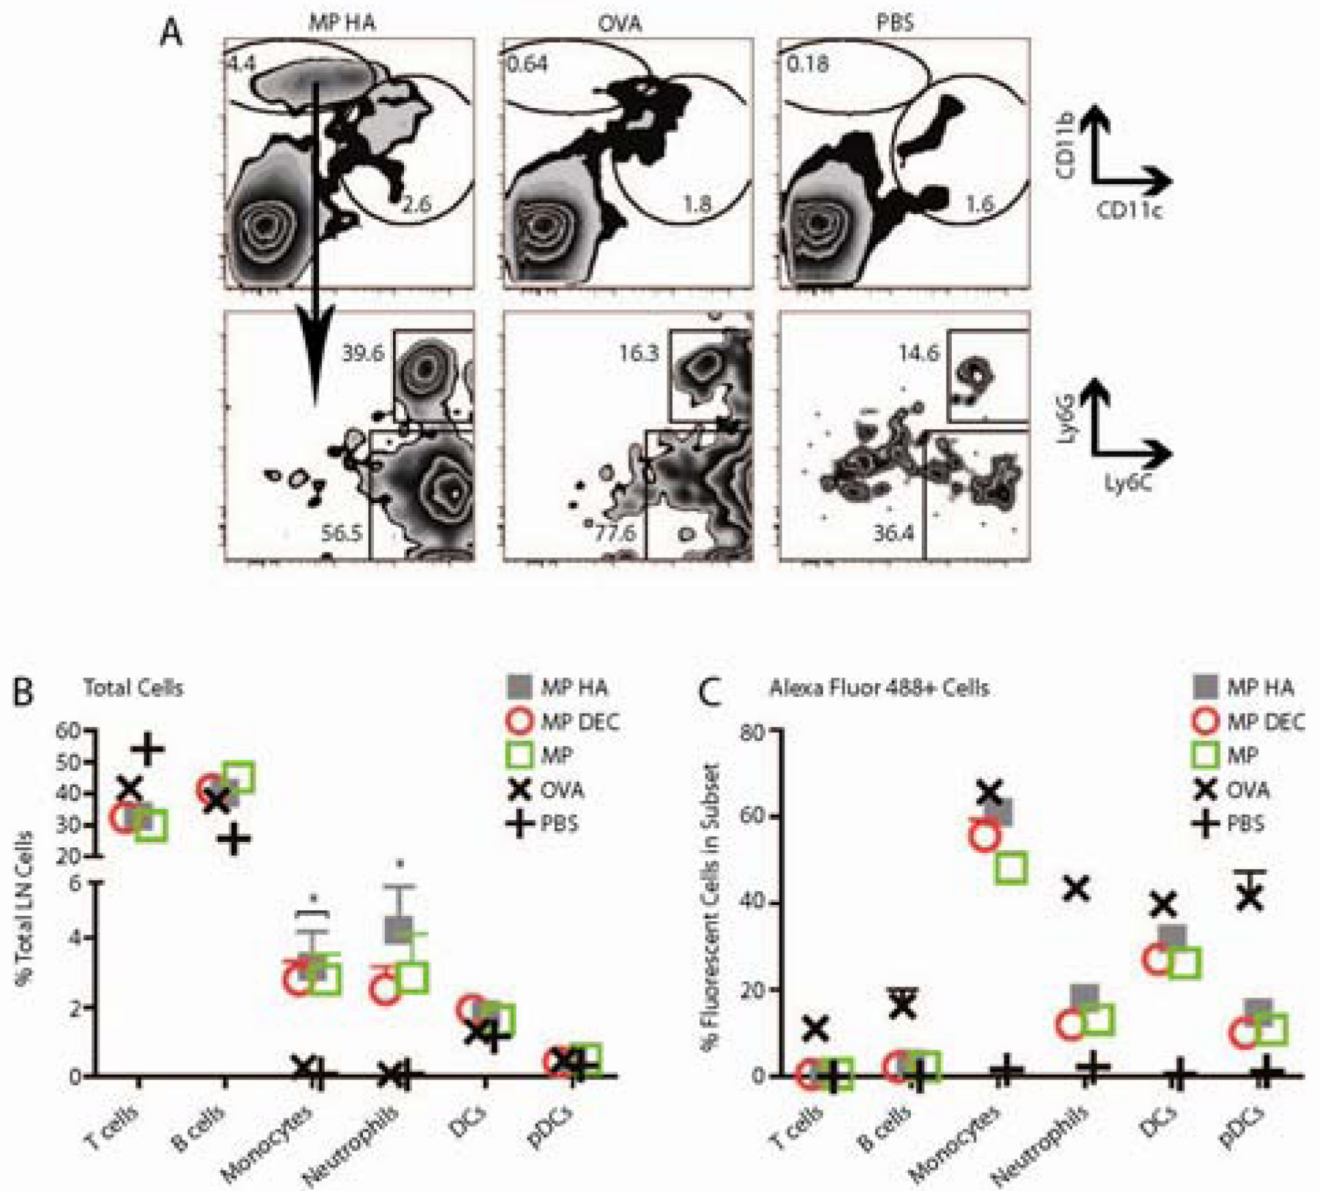 A
MP HA OVA PBS
4.4 0.64 0.18
2.6 1.8 1.6
CD11b
CD11c
39.6 16.3 14.6
56.5 77.6 36.4
Ly6G
Ly6C
B Total Cells
MP HA
MP DEC
MP
OVA
PBS
% Total LN Cells
60
50
40
30
20
6
4
2
0
T cells B cells Monocytes Neutrophils DCs pDCs
* *
C Alexa Fluor 488+ Cells
MP HA
MP DEC
MP
OVA
PBS
% Fluorescent Cells in Subset
80
60
40
20
0
T cells B cells Monocytes Neutrophils DCs pDCs